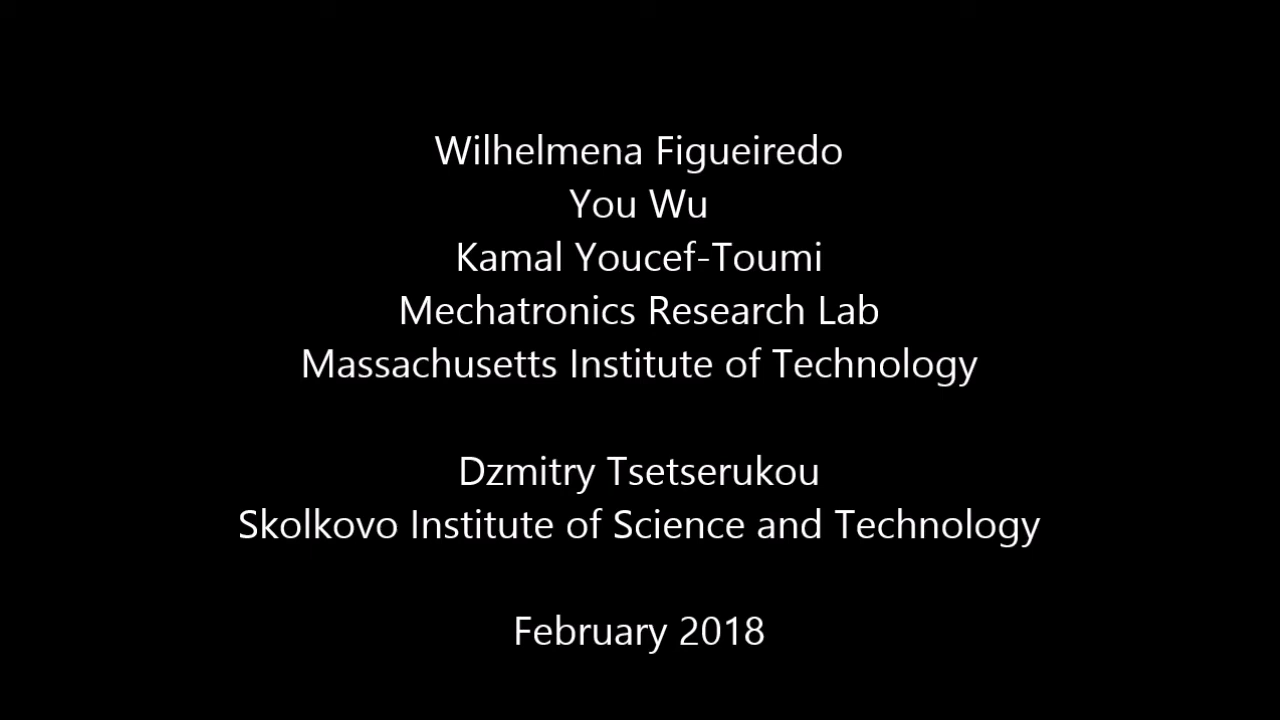 Wilhelmena Figueiredo
You Wu
Kamal Youcef-Toumi
Mechatronics Research Lab
Massachusetts Institute of Technology
Dzmitry Tsetserukou
Skolkovo Institute of Science and Technology
February 2018